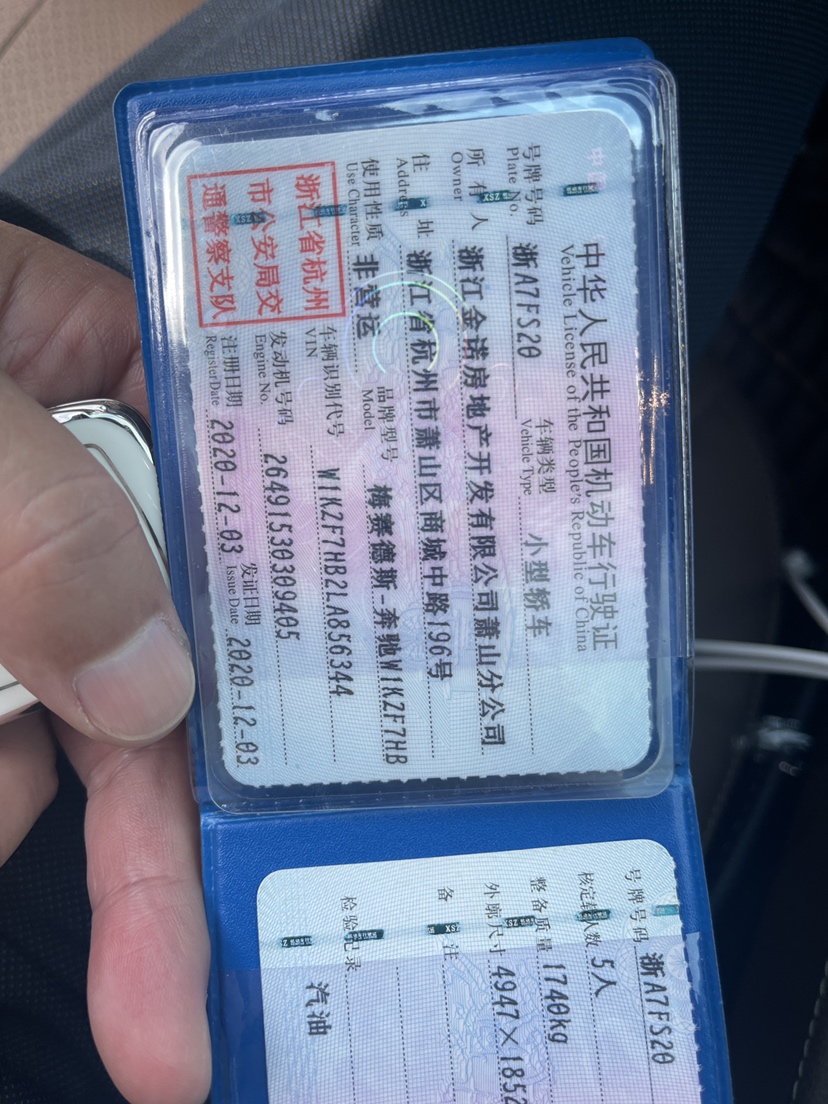 中华人民共和国机动车行驶证
Vehicle License of the People's Republic of China
号牌号码 浙A7FS20 车辆类型 小型轿车
Plate No. Vehicle Type
所有人 浙江金诺房地产开发有限公司萧山分公司
Owner
住址 浙江省杭州市萧山区商城中路196号
Address
使用性质 非营运 品牌型号 梅赛德斯-奔驰W1KZF7HB
Use Character Model
浙江省杭州
市公安局交
通警察支队
车辆识别代号 W1KZF7HB2LA856344
VIN
发动机号码 26491530309405
Engine No.
注册日期 2020-12-03 发证日期 2020-12-03
Register Date Issue Date
号牌号码 浙A7FS20
核定载人数 5人
整备质量 1740kg
外廓尺寸 4947×1852
备注
检验记录
汽油